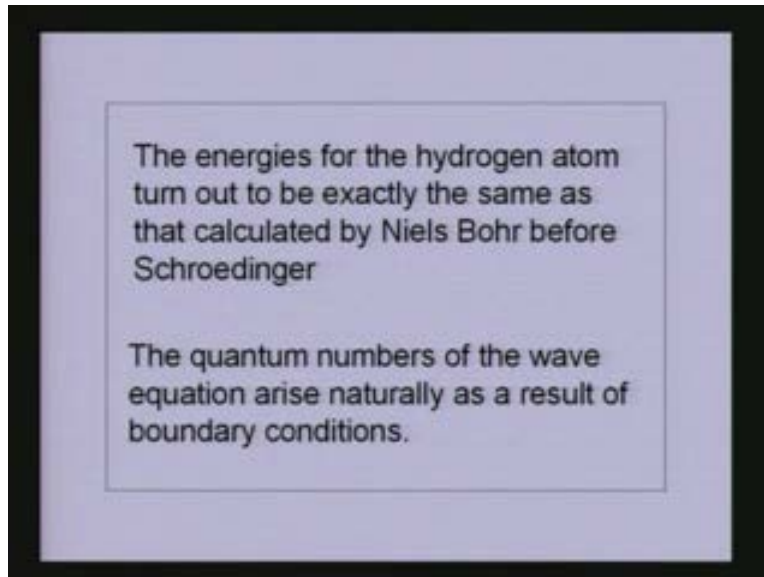 The energies for the hydrogen atom
turn out to be exactly the same as
that calculated by Niels Bohr before
Schroedinger
The quantum numbers of the wave
equation arise naturally as a result of
boundary conditions.